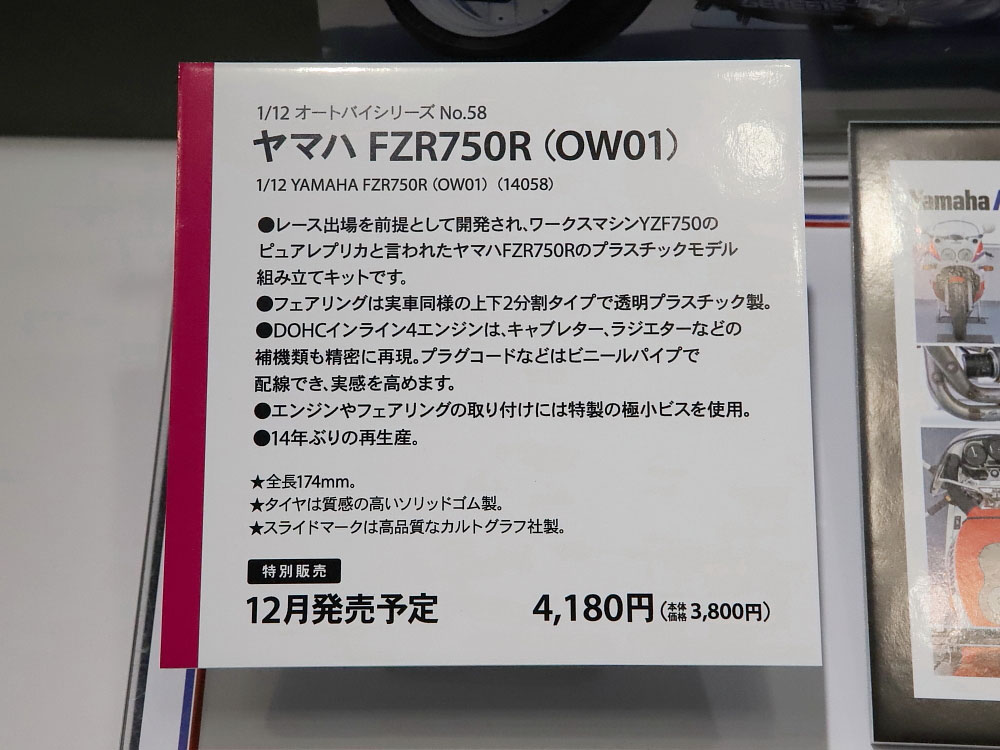 GENESIS
1/12 オートバイシリーズ No.58
ヤマハ FZR750R（OW01）
1/12 YAMAHA FZR750R（OW01）（14058）
●レース出場を前提として開発され、ワークスマシンYZF750の
ピュアレプリカと言われたヤマハFZR750Rのプラスチックモデル
組み立てキットです。
●フェアリングは実車同様の上下2分割タイプで透明プラスチック製。
●DOHCインライン4エンジンは、キャブレター、ラジエターなどの
補機類も精密に再現。プラグコードなどはビニールパイプで
配線でき、実感を高めます。
●エンジンやフェアリングの取り付けには特製の極小ビスを使用。
●14年ぶりの再生産。
★全長174mm。
★タイヤは質感の高いソリッドゴム製。
★スライドマークは高品質なカルトグラフ社製。
特別販売
12月発売予定 4,180円（本体価格3,800円）
Yamaha